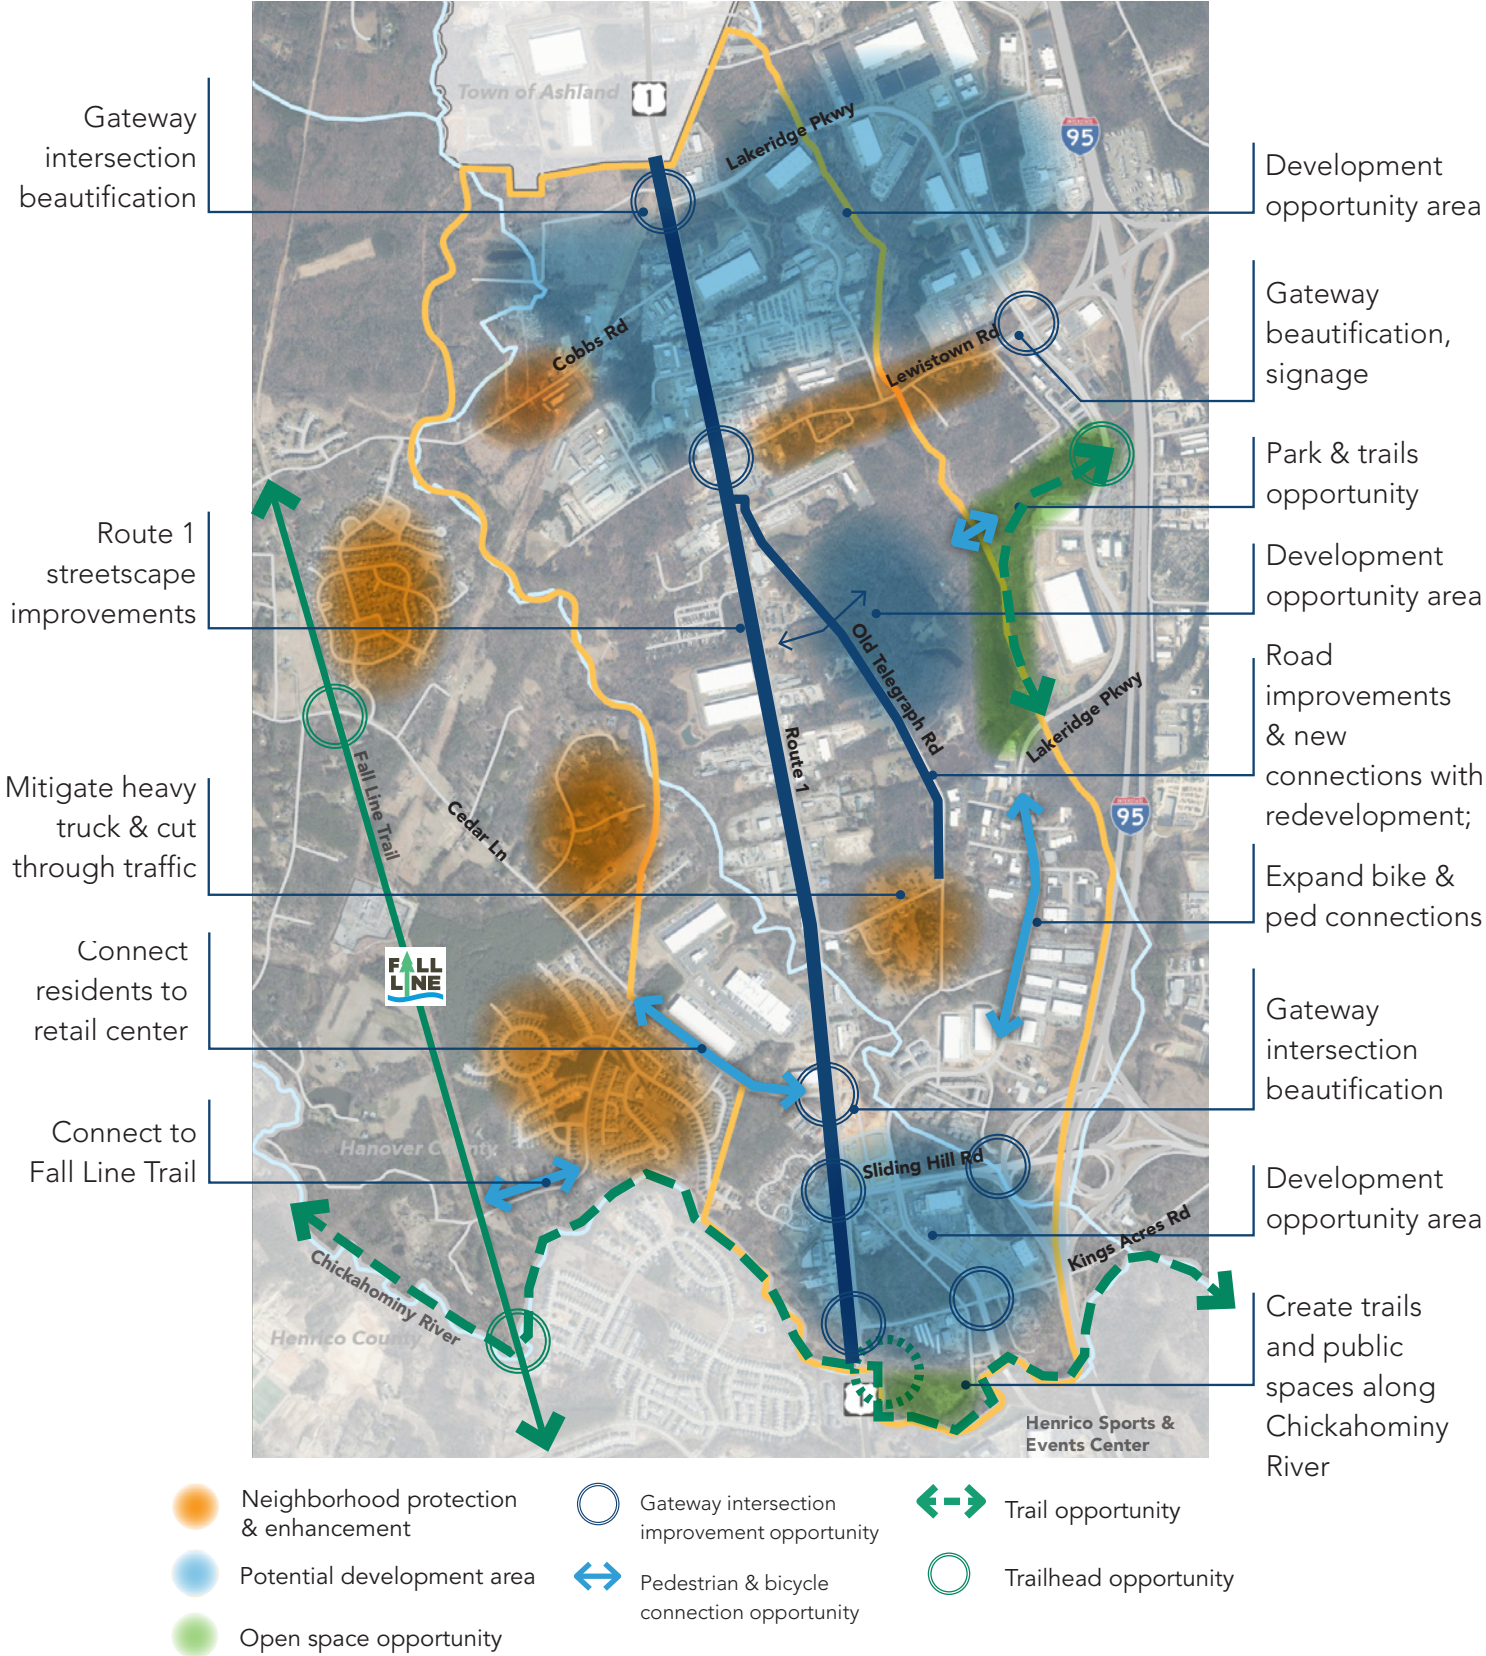 Gateway
intersection
beautification
Route 1
streetscape
improvements
Mitigate heavy
truck & cut
through traffic
Connect
residents to
retail center
Connect to
Fall Line Trail
Town of Ashland
1
Lakeridge Pkwy
INTERSTATE
95
Cobbs Rd
Lewistown Rd
Old Telegraph Rd
Route 1
Lakeridge Pkwy
INTERSTATE
95
Fall Line Trail
Cedar Ln
FALL
LINE
Hanover County
Sliding Hill Rd
Kings Acres Rd
Chickahominy River
Henrico County
1
Henrico Sports &
Events Center
Development
opportunity area
Gateway
beautification,
signage
Park & trails
opportunity
Development
opportunity area
Road
improvements
& new
connections with
redevelopment;
Expand bike &
ped connections
Gateway
intersection
beautification
Development
opportunity area
Create trails
and public
spaces along
Chickahominy
River
Neighborhood protection
& enhancement
Potential development area
Open space opportunity
Gateway intersection
improvement opportunity
Pedestrian & bicycle
connection opportunity
Trail opportunity
Trailhead opportunity